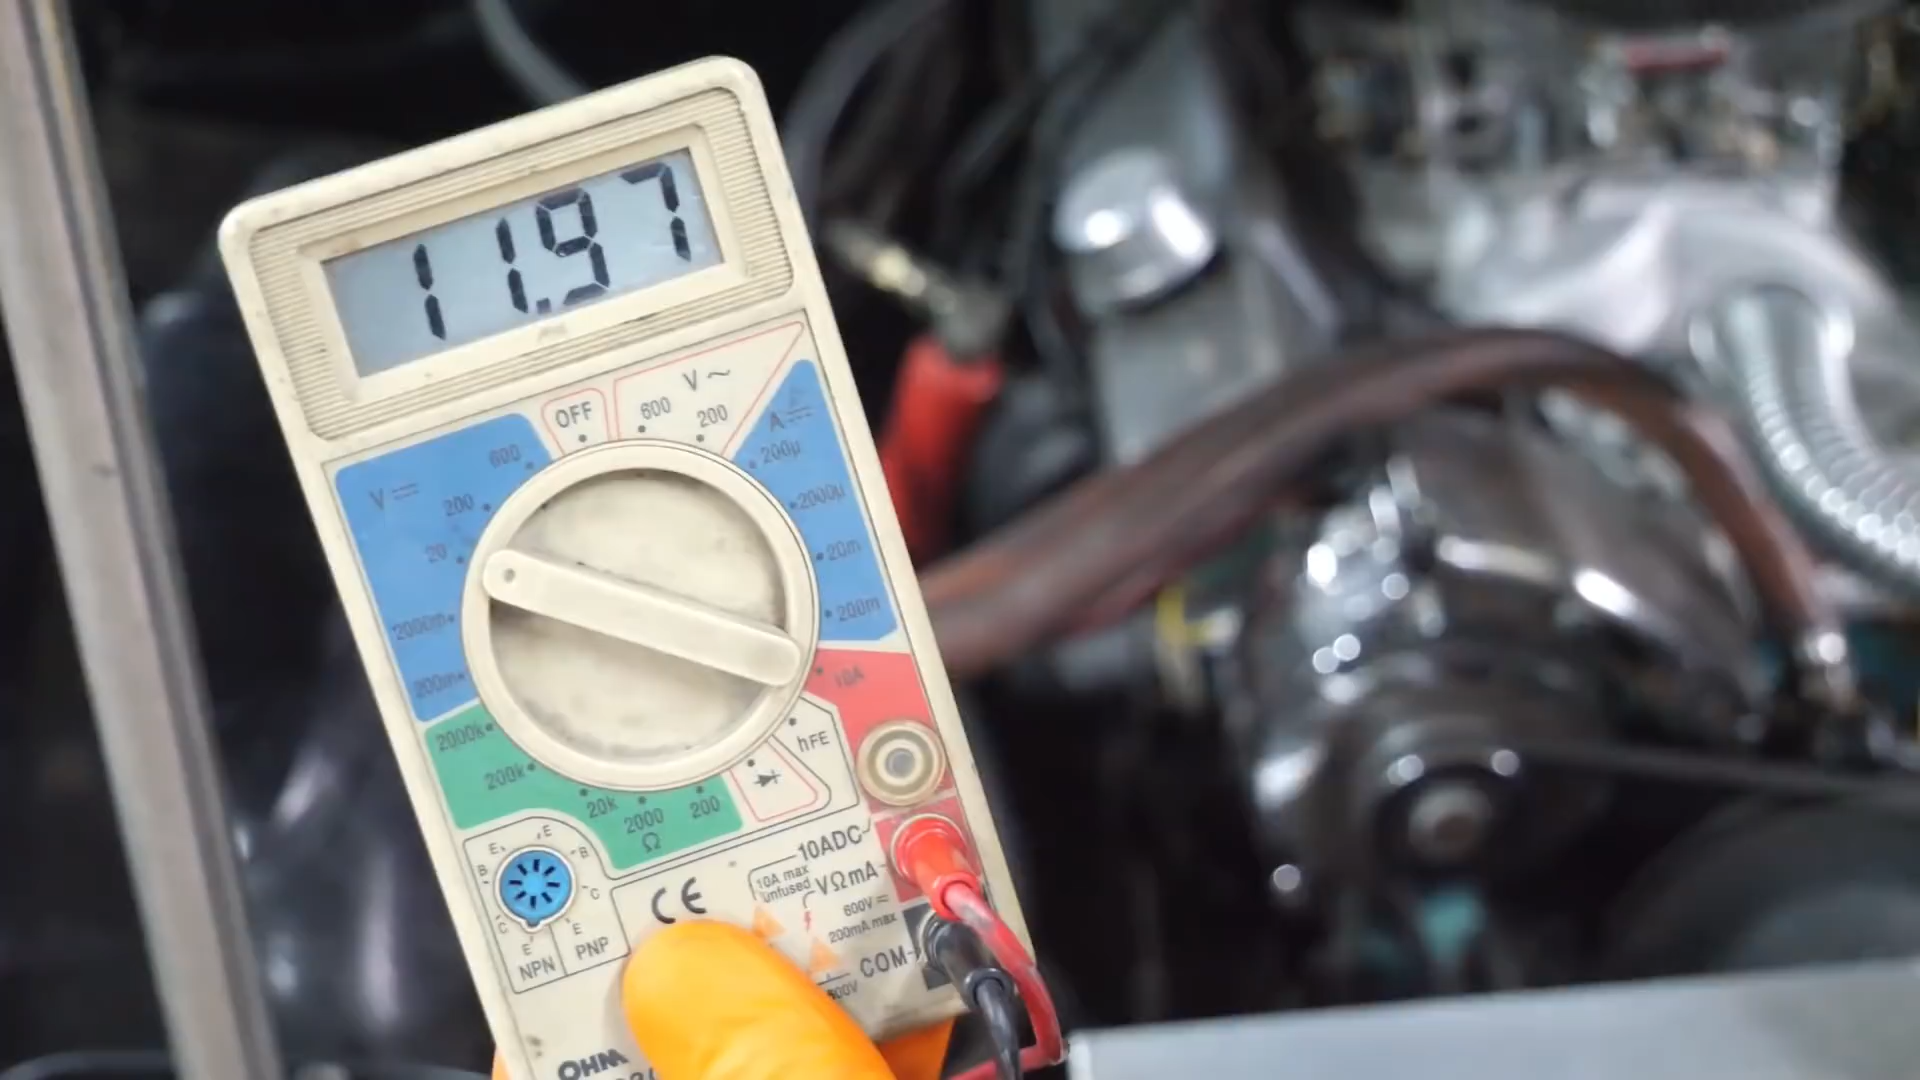 11.97
OFF
V~
600
200
A
200µ
2000µ
20m
200m
10A
V
600
200
20
2000m
200m
2000k
200k
20k
2000
200
Ω
hFE
E
E
B
B
C
C
E
E
NPN
PNP
CE
10ADC
10A max
unfused
VΩmA
600V
200mA max
COM
OHM